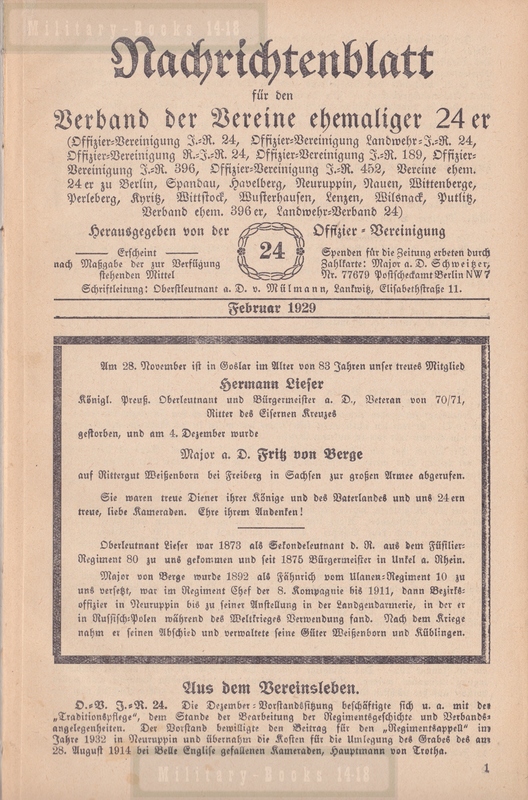 Military-Books 14-18
Nachrichtenblatt
für den
Verband der Vereine ehemaliger 24er
(Offizier-Vereinigung J.-R. 24, Offizier-Vereinigung Landwehr-J.-R. 24,
Offizier-Vereinigung R.-J.-R. 24, Offizier-Vereinigung J.-R. 189, Offizier-
Vereinigung J.-R. 396, Offizier-Vereinigung J.-R. 452, Vereine ehem.
24er zu Berlin, Spandau, Havelberg, Neuruppin, Nauen, Wittenberge,
Perleberg, Kyritz, Wittstock, Wusterhausen, Lenzen, Wilsnack, Putlitz,
Verband ehem. 396er, Landwehr-Verband 24)
Herausgegeben von der Offizier-Vereinigung
Erscheint
nach Maßgabe der zur Verfügung
stehenden Mittel
24
Spenden für die Zeitung erbeten durch
Zahlkarte: Major a. D. Schweitzer,
Nr. 77679 Postscheckamt Berlin NW 7
Schriftleitung: Oberstleutnant a. D. v. Mülmann, Lankwitz, Elisabethstraße 11.
Februar 1929
Am 28. November ist in Goslar im Alter von 83 Jahren unser treues Mitglied
Hermann Lieser
Königl. Preuß. Oberleutnant und Bürgermeister a. D., Veteran von 70/71,
Ritter des Eisernen Kreuzes
gestorben, und am 4. Dezember wurde
Major a. D. Fritz von Berge
auf Rittergut Weißenborn bei Freiberg in Sachsen zur großen Armee abgerufen.
Sie waren treue Diener ihrer Könige und des Vaterlandes und uns 24ern
treue, liebe Kameraden. Ehre ihrem Andenken!
Oberleutnant Lieser war 1873 als Sekondeleutnant d. R. aus dem Füsilier-
Regiment 80 zu uns gekommen und seit 1875 Bürgermeister in Unkel a. Rhein.
Major von Berge wurde 1892 als Fähnrich vom Ulanen-Regiment 10 zu
uns versetzt, war im Regiment Chef der 8. Kompagnie bis 1911, dann Bezirks-
offizier in Neuruppin bis zu seiner Anstellung in der Landgendarmerie, in der er
in Russisch-Polen während des Weltkrieges Verwendung fand. Nach dem Kriege
nahm er seinen Abschied und verwaltete seine Güter Weißenborn und Küblingen.
Aus dem Vereinsleben.
O.-V. J.-R. 24. Die Dezember-Vorstandssitzung beschäftigte sich u. a. mit der
„Traditionspflege“, dem Stande der Bearbeitung der Regimentsgeschichte und Verbands-
angelegenheiten. Der Vorstand bewilligte den Beitrag für den „Regimentsappell“ im
Jahre 1932 in Neuruppin und übernahm die Kosten für die Umlegung des Grabes des am
28. August 1914 bei Belle Englise gefallenen Kameraden, Hauptmann von Trotha.
1
Military-Books 14-18